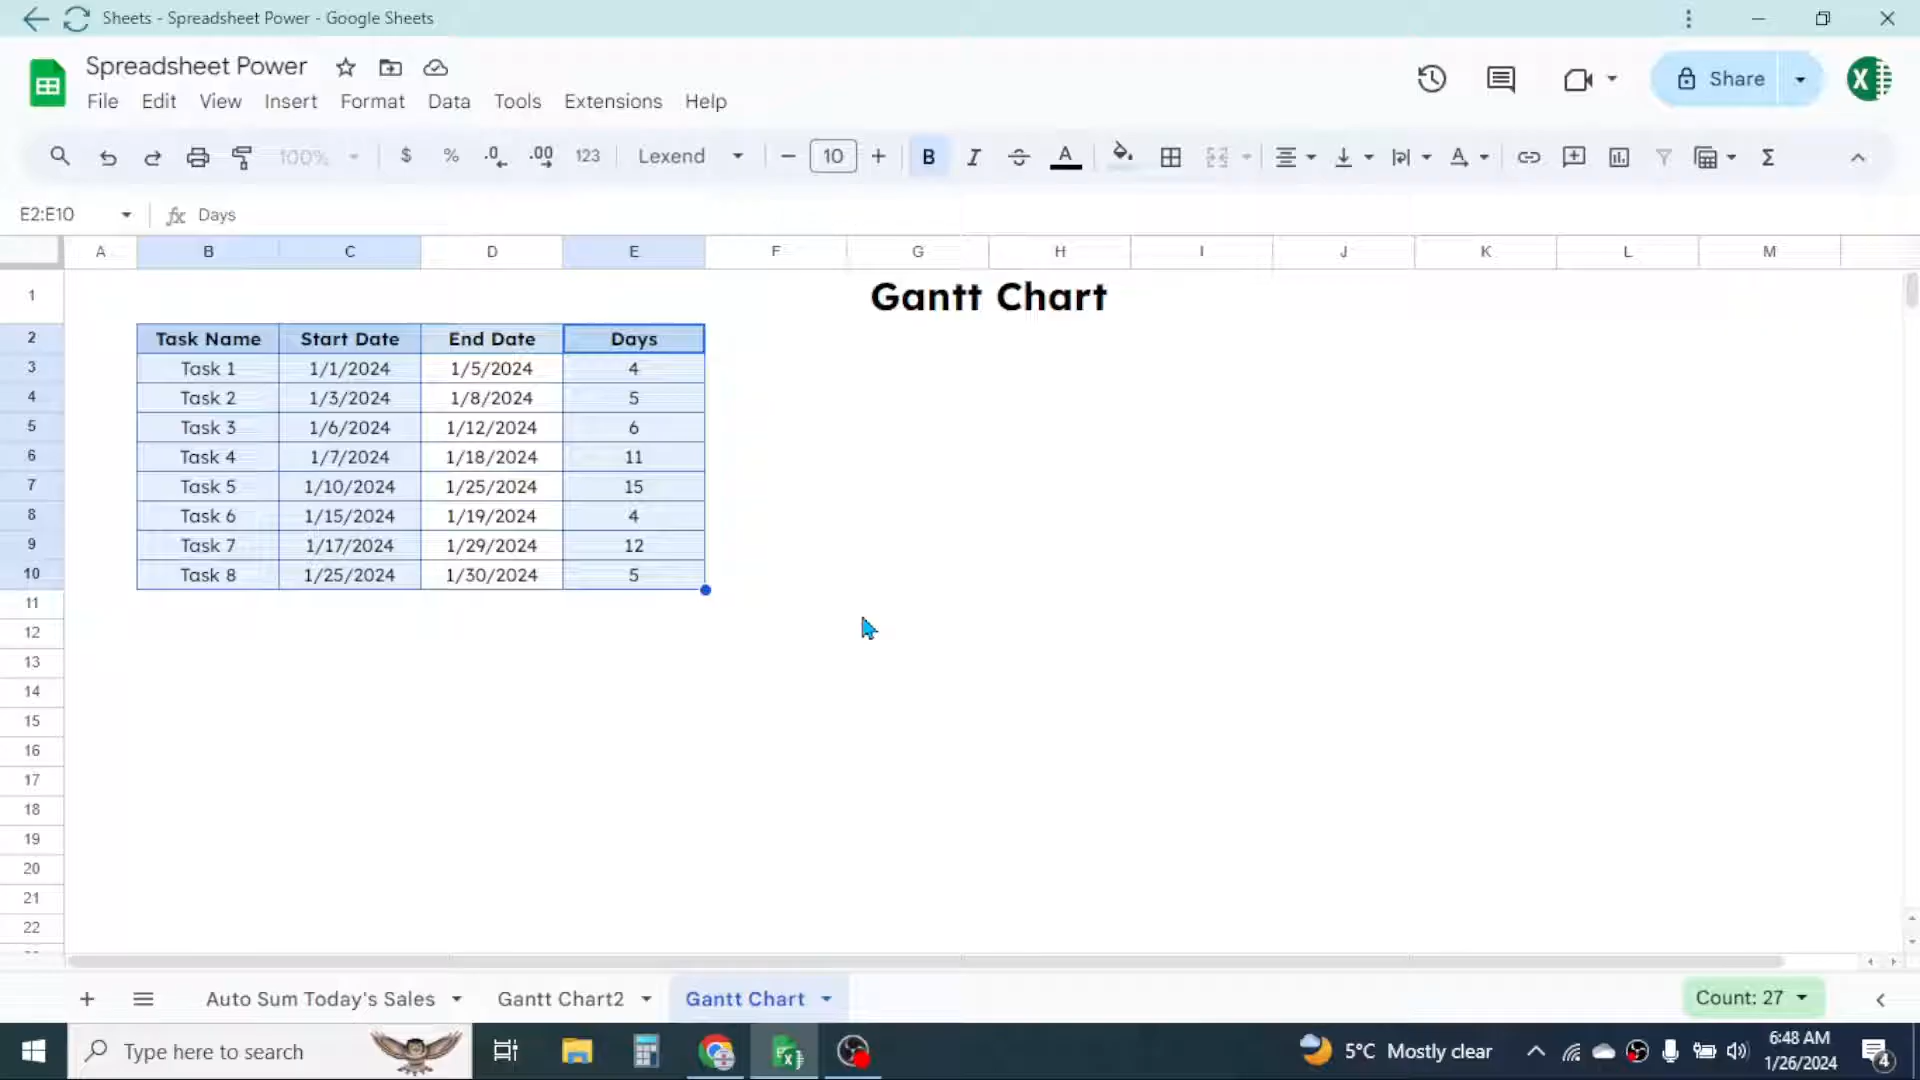 Sheets - Spreadsheet Power - Google Sheets
Spreadsheet Power
Share
File Edit View Insert Format Data Tools Extensions Help
100% $ % .0 .00 123 Lexend 10 B I A Σ
E2:E10 fx Days
A B C D E F G H I J K L M
1 Gantt Chart
2 Task Name Start Date End Date Days
3 Task 1 1/1/2024 1/5/2024 4
4 Task 2 1/3/2024 1/8/2024 5
5 Task 3 1/6/2024 1/12/2024 6
6 Task 4 1/7/2024 1/18/2024 11
7 Task 5 1/10/2024 1/25/2024 15
8 Task 6 1/15/2024 1/19/2024 4
9 Task 7 1/17/2024 1/29/2024 12
10 Task 8 1/25/2024 1/30/2024 5
11
12
13
14
15
16
17
18
19
20
21
22
Auto Sum Today's Sales Gantt Chart2 Gantt Chart Count: 27
Type here to search 5°C Mostly clear 6:48 AM
1/26/2024 4